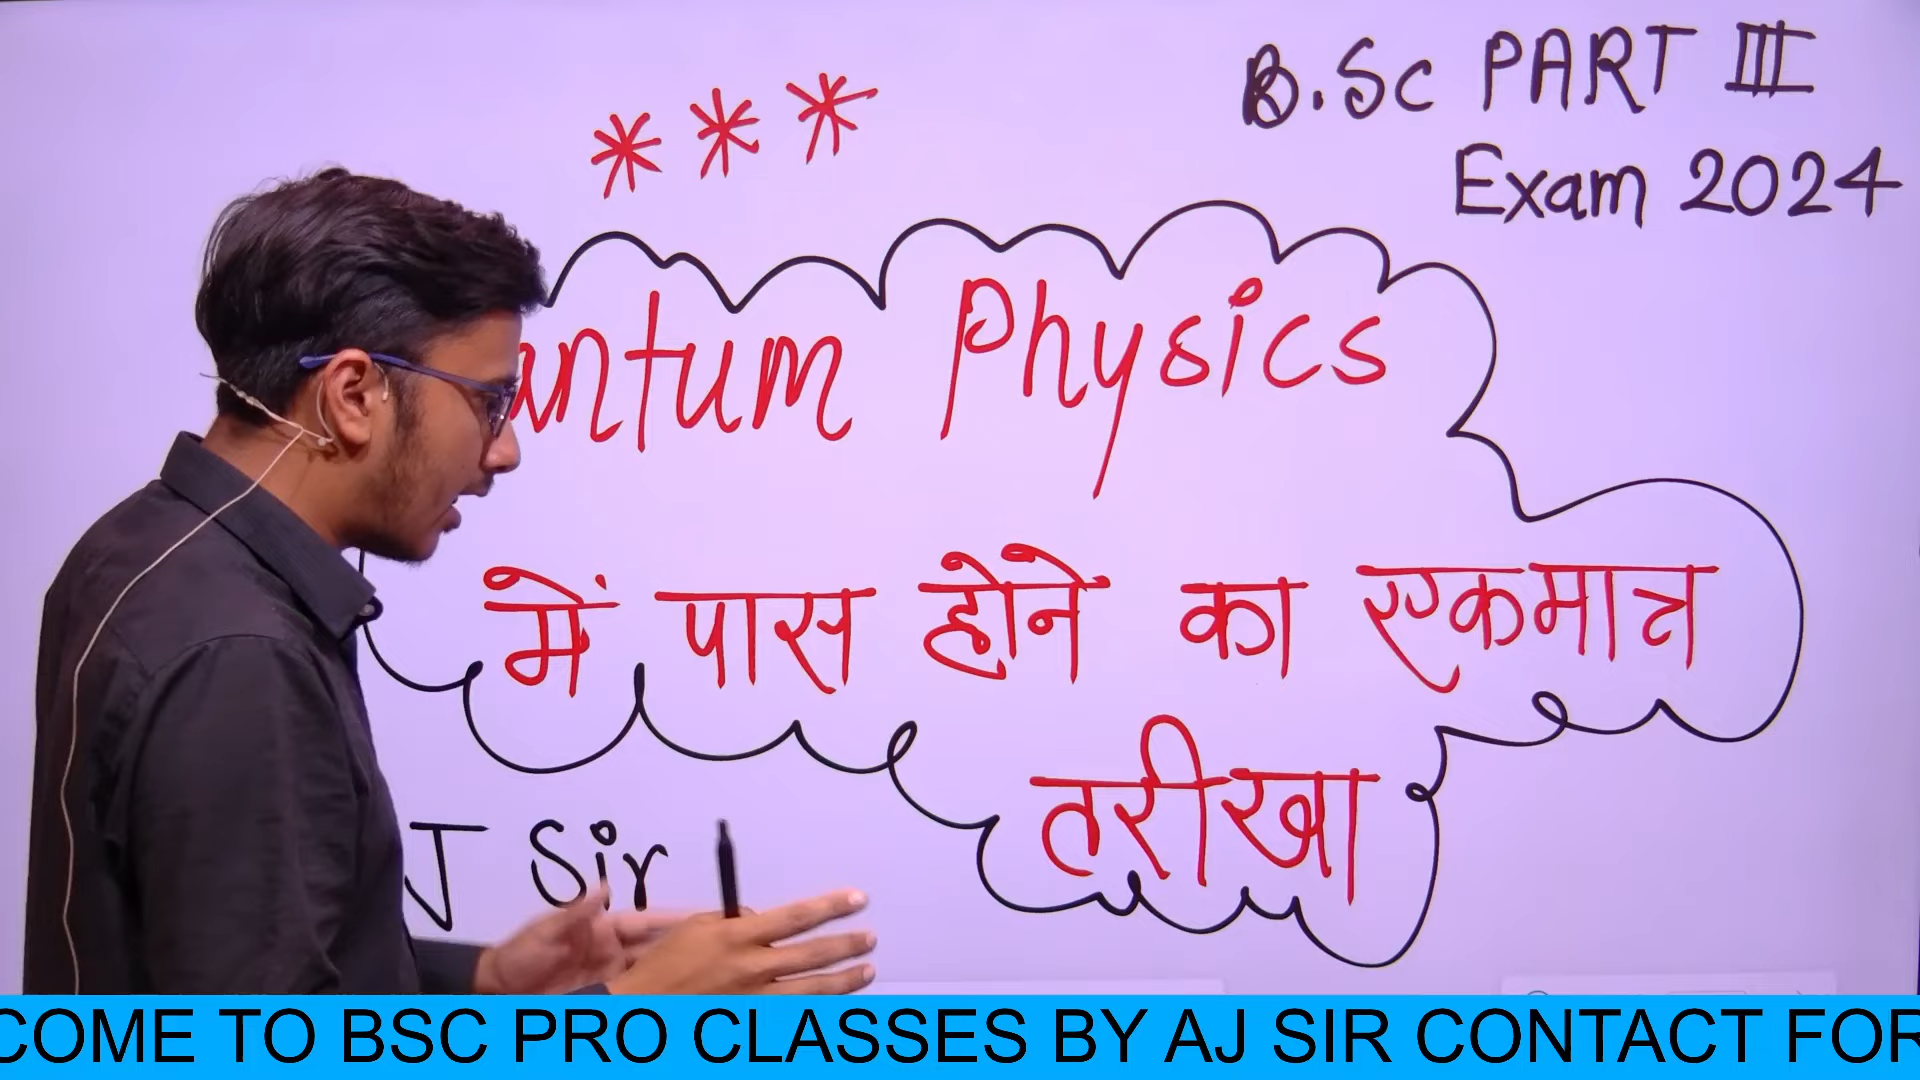 B.Sc PART III
Exam 2024
antum Physics
में पास होने का एकमात्र
तरीखा
J Sir
COME TO BSC PRO CLASSES BY AJ SIR CONTACT FOR